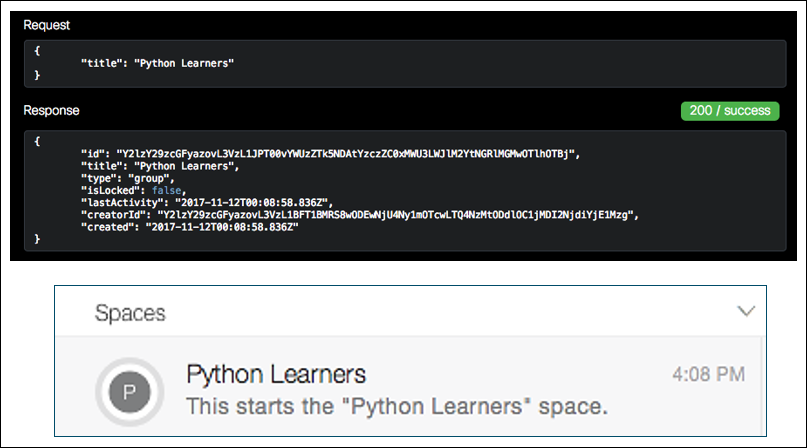 Request
{
"title": "Python Learners"
}
Response
200 / success
{
"id": "Y2lzY29zcGFyazovL3VzL1JPT00vYWUzZTk5NDAtYzczZC0xMWU3LWJlM2YtNGRlMGMwOTlhOTBj",
"title": "Python Learners",
"type": "group",
"isLocked": false,
"lastActivity": "2017-11-12T00:08:58.836Z",
"creatorId": "Y2lzY29zcGFyazovL3VzL1BFT1BMRS8wODEwNjU4Ny1mOTcwLTQ4NzMtODdlOC1jMDI2NjdiYjE1Mzg",
"created": "2017-11-12T00:08:58.836Z"
}
Spaces
P
Python Learners
4:08 PM
This starts the "Python Learners" space.